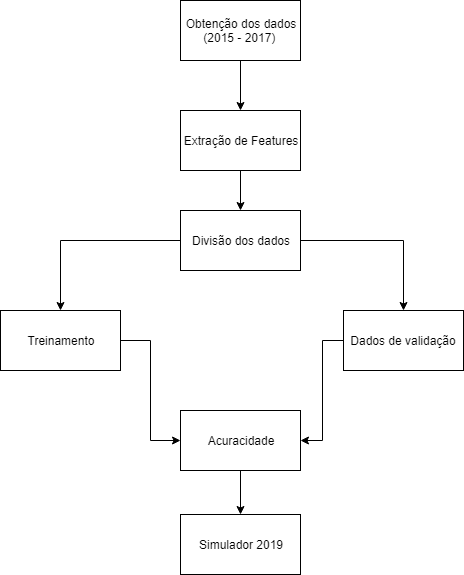 Obtenção dos dados
(2015 - 2017)
Extração de Features
Divisão dos dados
Treinamento
Dados de validação
Acuracidade
Simulador 2019